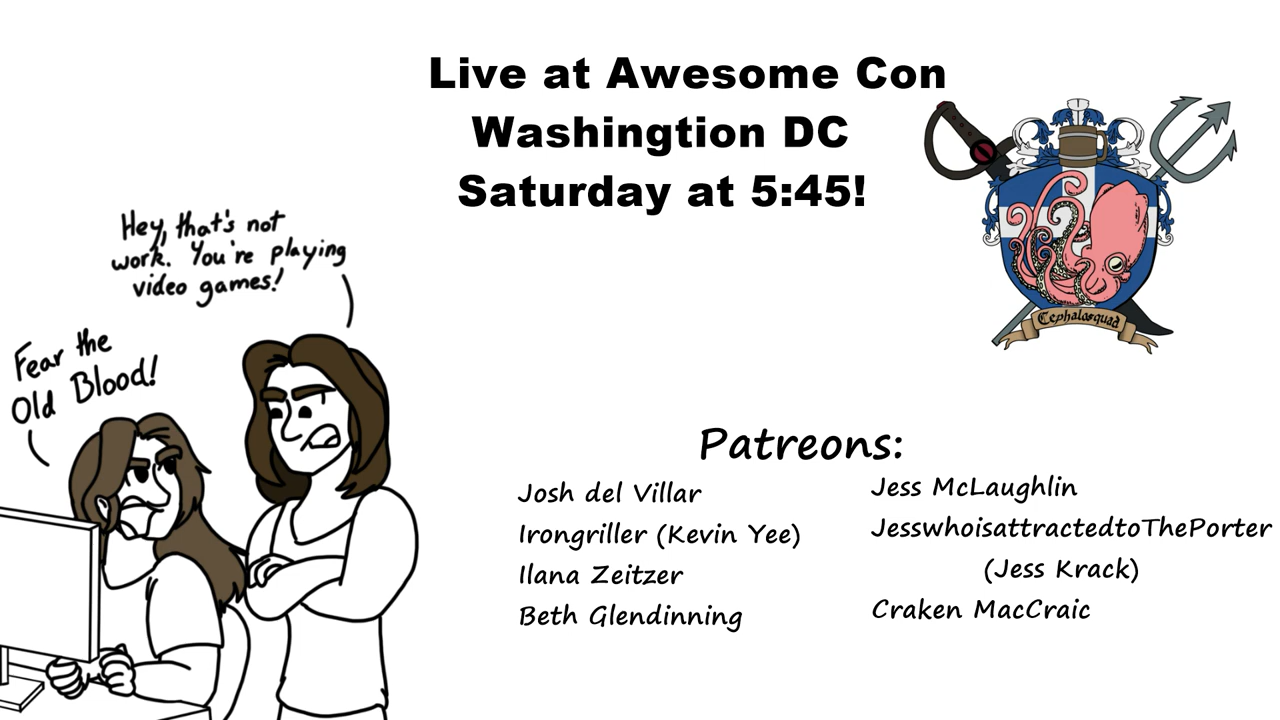 Live at Awesome Con
Washingtion DC
Saturday at 5:45!
Cephalosquad
Hey, that's not
work. You're playing
video games!
Fear the
Old Blood!
Patreons:
Josh del Villar
Irongriller (Kevin Yee)
Ilana Zeitzer
Beth Glendinning
Jess McLaughlin
JesswhoisattractedtoThePorter
(Jess Krack)
Craken MacCraic